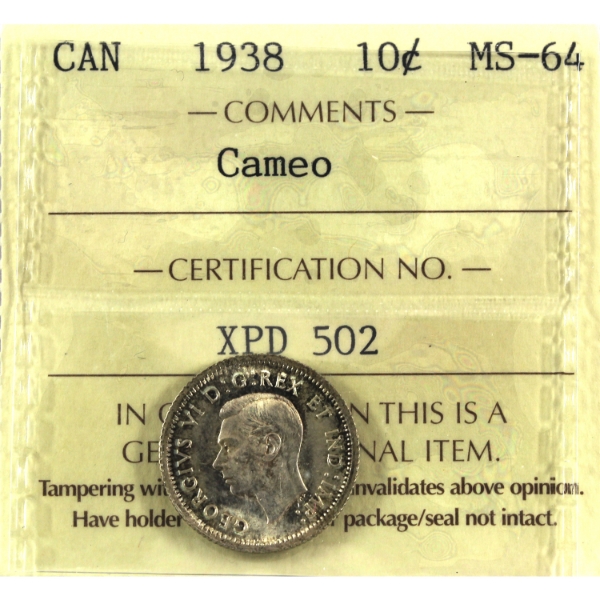 CAN 1938 10¢ MS-64
— COMMENTS —
Cameo
— CERTIFICATION NO. —
XPD 502
IN N THIS IS A
GE NAL ITEM.
Tampering invalidates above opinion.
Have holder package/seal not intact.
GEORGIVS VI D:G:REX ET IND:IMP: